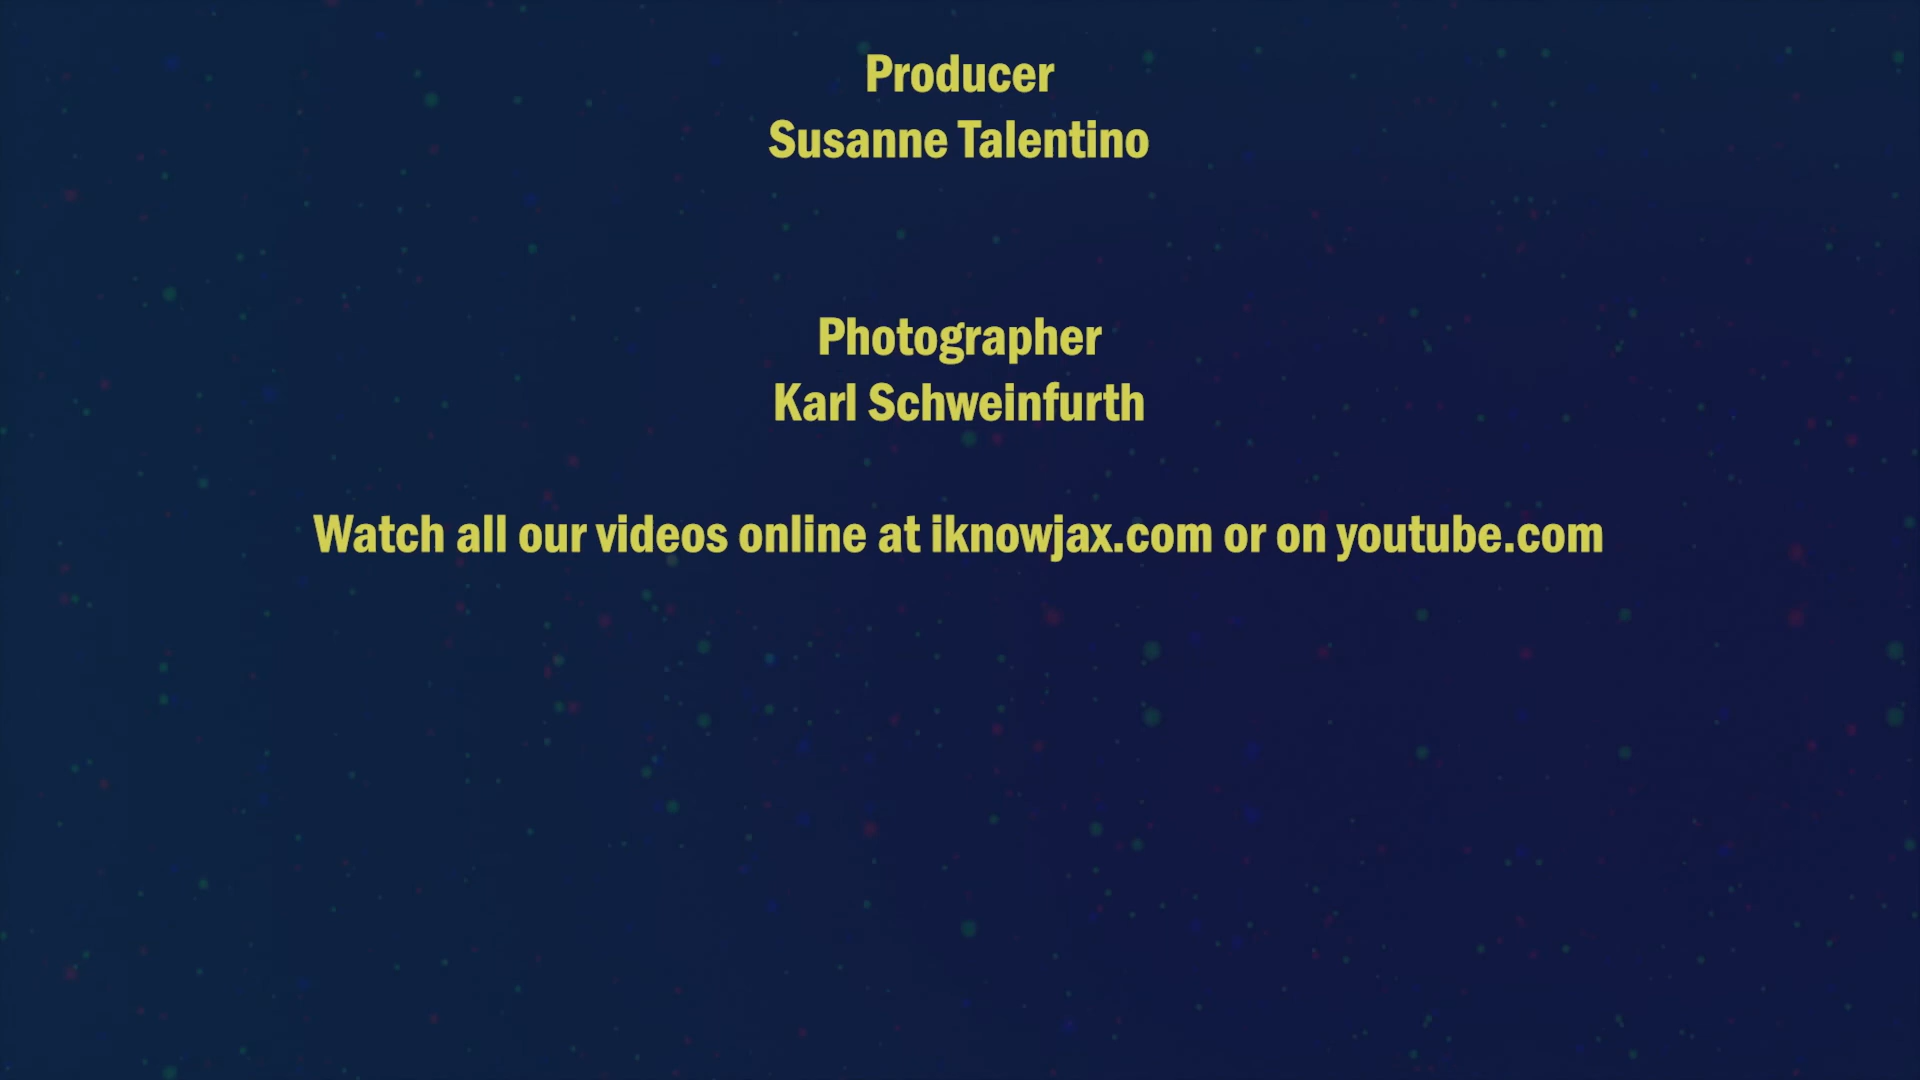 Producer
Susanne Talentino
Photographer
Karl Schweinfurth
Watch all our videos online at iknowjax.com or on youtube.com